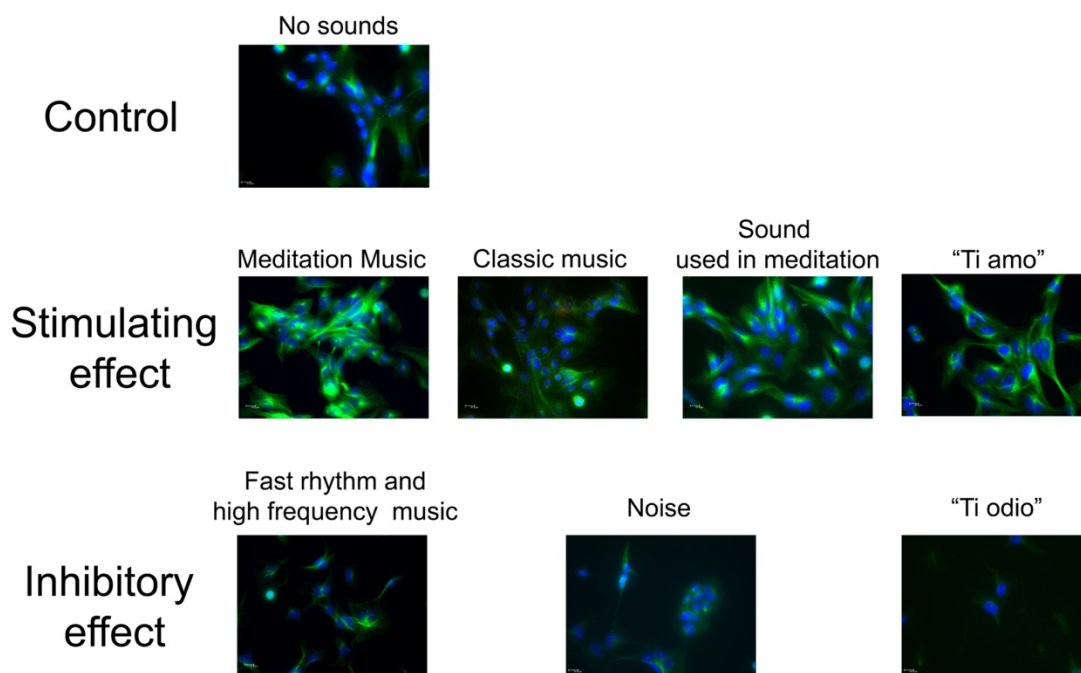 No sounds
Control
Meditation Music
Classic music
Sound
used in meditation
“Ti amo”
Stimulating
effect
Fast rhythm and
high frequency music
Noise
“Ti odio”
Inhibitory
effect